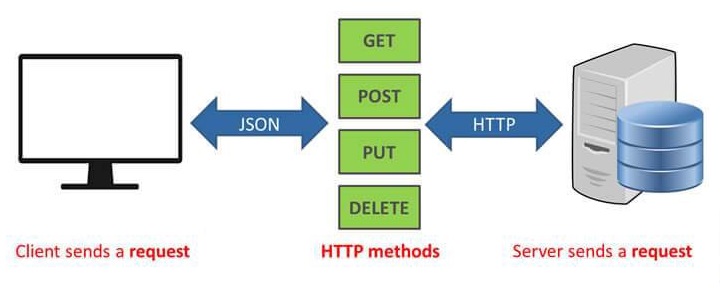 GET
POST
JSON
HTTP
PUT
DELETE
Client sends a request
HTTP methods
Server sends a request